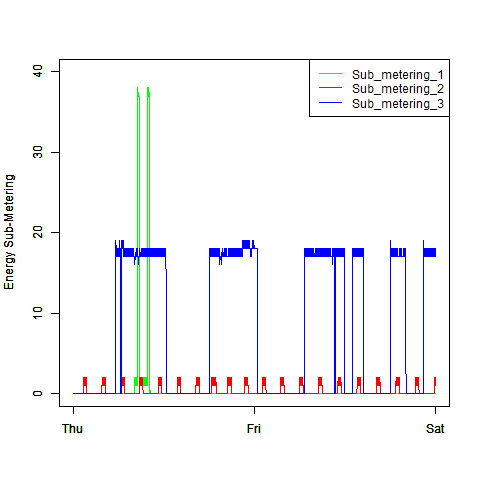 40
30
20
10
0
Energy Sub-Metering
Sub_metering_1
Sub_metering_2
Sub_metering_3
Thu
Fri
Sat